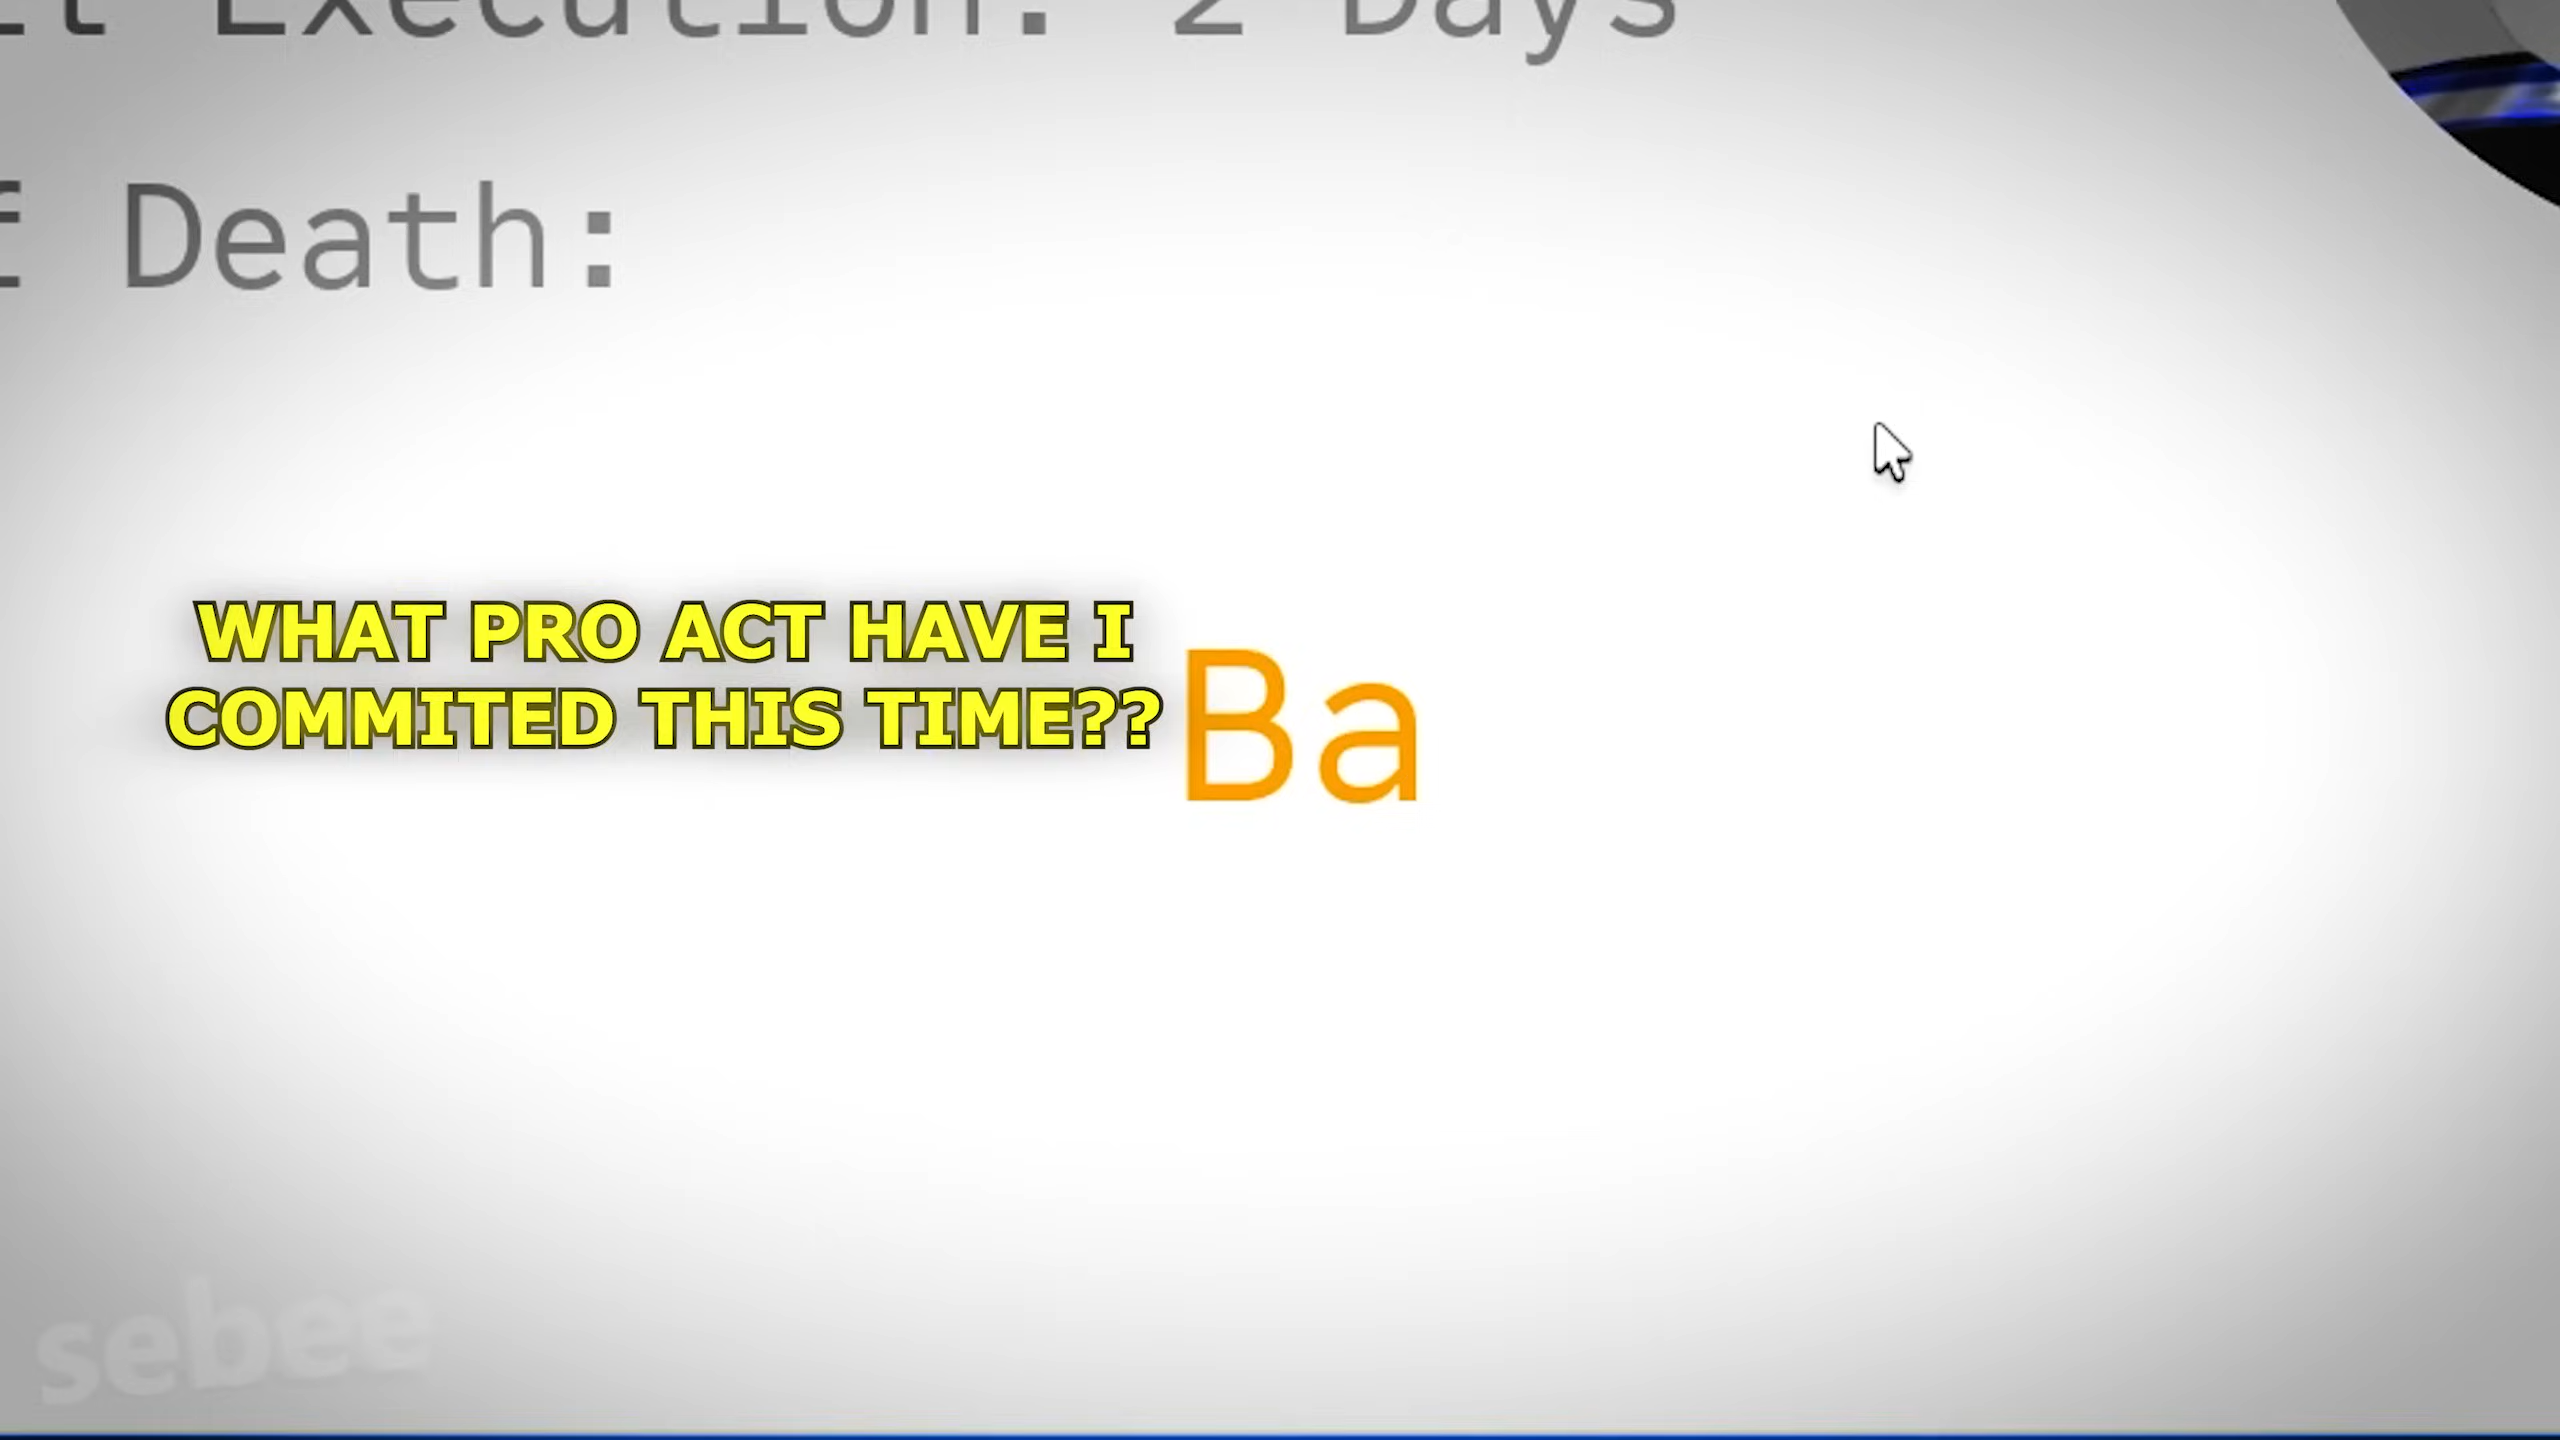 Execution: 2 Days
f Death:
WHAT PRO ACT HAVE I
COMMITED THIS TIME??
Ba
sebee